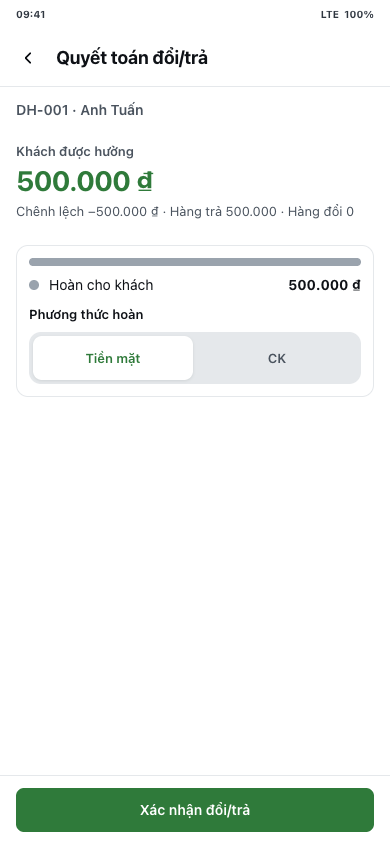 09:41 LTE 100%
Quyết toán đổi/trả
DH-001 · Anh Tuấn
Khách được hưởng
500.000 ₫
Chênh lệch −500.000 ₫ · Hàng trả 500.000 · Hàng đổi 0
Hoàn cho khách 500.000 ₫
Phương thức hoàn
Tiền mặt CK
Xác nhận đổi/trả